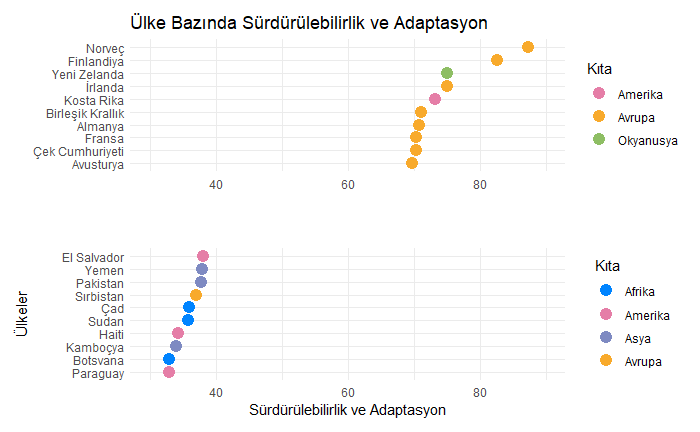 Ülke Bazında Sürdürülebilirlik ve Adaptasyon
Norveç
Finlandiya
Yeni Zelanda
İrlanda
Kosta Rika
Birleşik Krallık
Almanya
Fransa
Çek Cumhuriyeti
Avusturya
40 60 80
Kıta
Amerika
Avrupa
Okyanusya
Ülkeler
El Salvador
Yemen
Pakistan
Sırbistan
Çad
Sudan
Haiti
Kamboçya
Botsvana
Paraguay
40 60 80
Sürdürülebilirlik ve Adaptasyon
Kıta
Afrika
Amerika
Asya
Avrupa